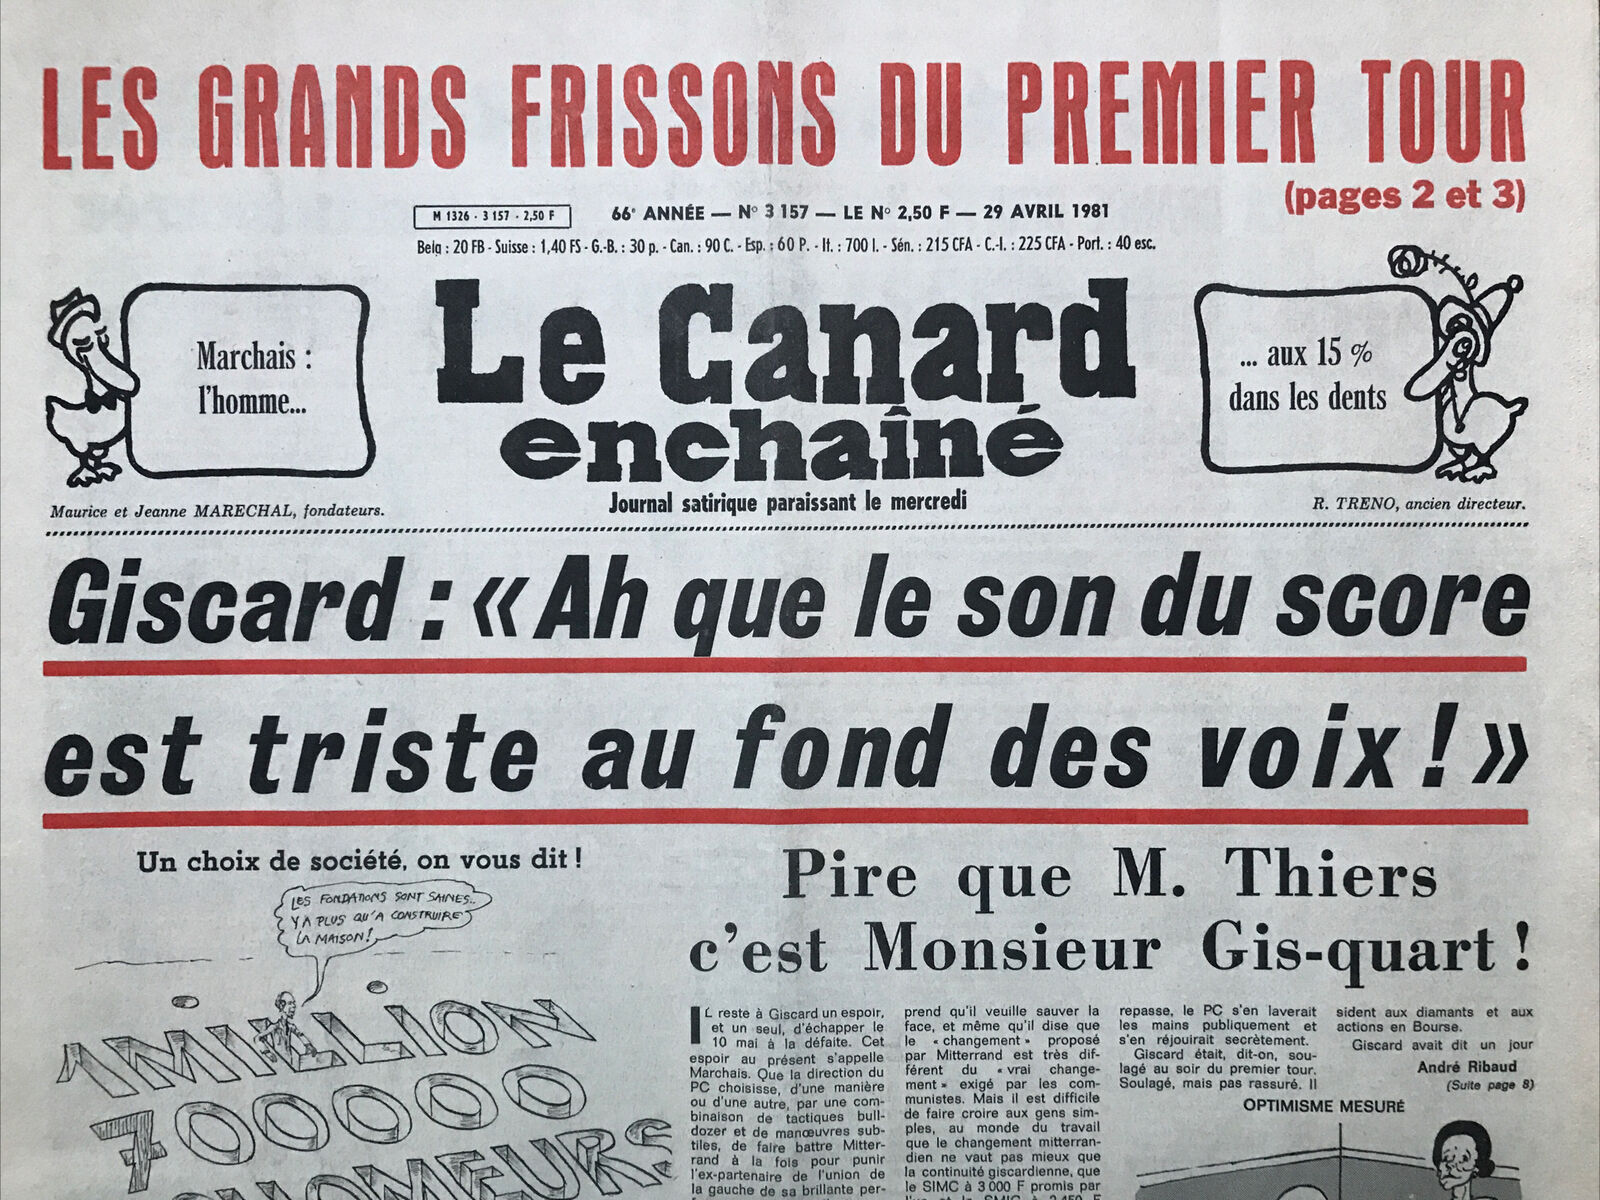 LES GRANDS FRISSONS DU PREMIER TOUR
(pages 2 et 3)
M 1326 - 3 157 - 2,50 F
66e ANNÉE — No 3 157 — LE No 2,50 F — 29 AVRIL 1981
Belg : 20 FB - Suisse : 1,40 FS - G.-B. : 30 p. - Can. : 90 C. - Esp. : 60 P. - It. : 700 l. - Sén. : 215 CFA - C.-I. : 225 CFA - Port. : 40 esc.
Marchais :
l'homme...
Le Canard
enchaîné
... aux 15 %
dans les dents
Journal satirique paraissant le mercredi
Maurice et Jeanne MARECHAL, fondateurs.
R. TRENO, ancien directeur.
Giscard : « Ah que le son du score
est triste au fond des voix ! »
Un choix de société, on vous dit !
LES FONDATIONS SONT SAINES..
Y A PLUS QU'A CONSTRUIRE
LA MAISON !
1 MILLION
700000
CHOMEURS
Pire que M. Thiers
c'est Monsieur Gis-quart !
IL reste à Giscard un espoir,
et un seul, d'échapper le
10 mai à la défaite. Cet
espoir au présent s'appelle
Marchais. Que la direction du
PC choisisse, d'une manière
ou d'une autre, par une com-
binaison de tactiques bull-
dozer et de manœuvres sub-
tiles, de faire battre Mitter-
rand à la fois pour punir
l'ex-partenaire de l'union de
la gauche de sa brillante per-
prend qu'il veuille sauver la
face, et même qu'il dise que
le « changement » proposé
par Mitterrand est très dif-
férent du « vrai change-
ment » exigé par les com-
munistes. Mais il est difficile
de faire croire aux gens sim-
ples, au monde du travail
que le changement mitterran-
dien ne vaut pas mieux que
la continuité giscardienne, que
le SIMC à 3 000 F promis par
repasse, le PC s'en laverait
les mains publiquement et
s'en réjouirait secrètement.
Giscard était, dit-on, sou-
lagé au soir du premier tour.
Soulagé, mais pas rassuré. Il
sident aux diamants et aux
actions en Bourse.
Giscard avait dit un jour
André Ribaud
(Suite page 8)
OPTIMISME MESURÉ